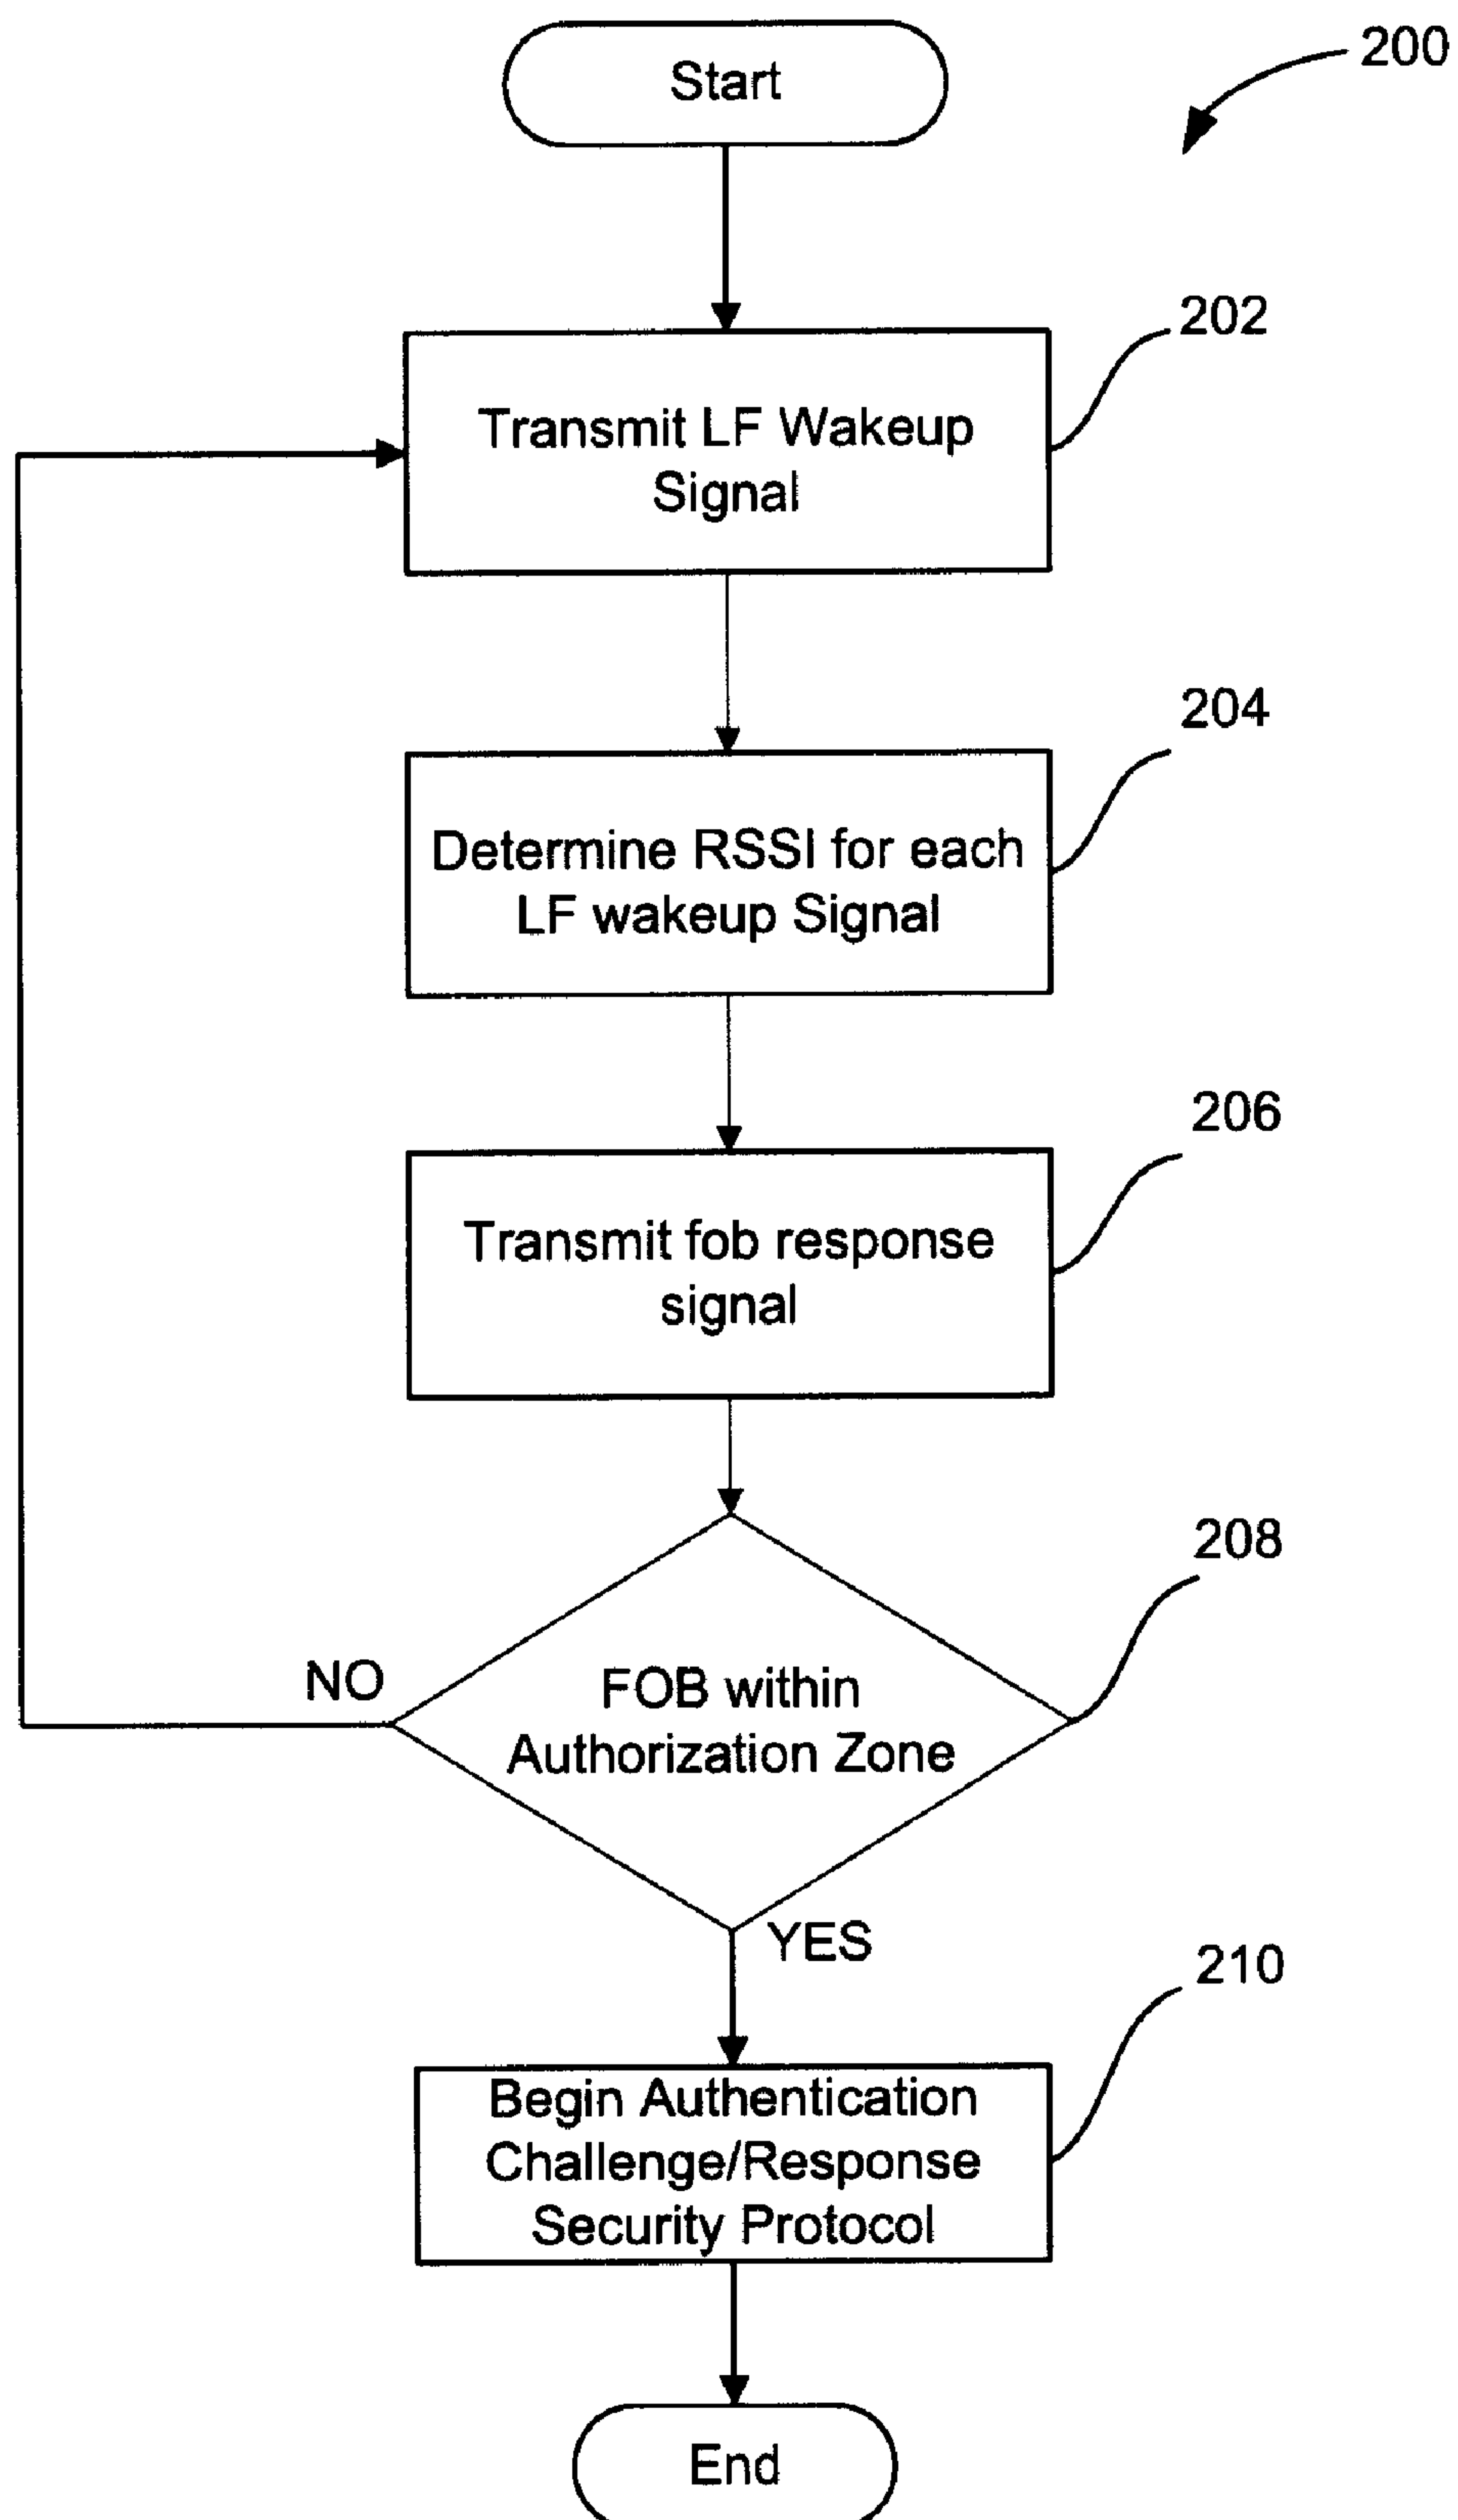 Start
200
Transmit LF Wakeup
Signal
202
Determine RSSI for each
LF wakeup Signal
204
Transmit fob response
signal
206
FOB within
Authorization Zone
208
NO
YES
Begin Authentication
Challenge/Response
Security Protocol
210
End